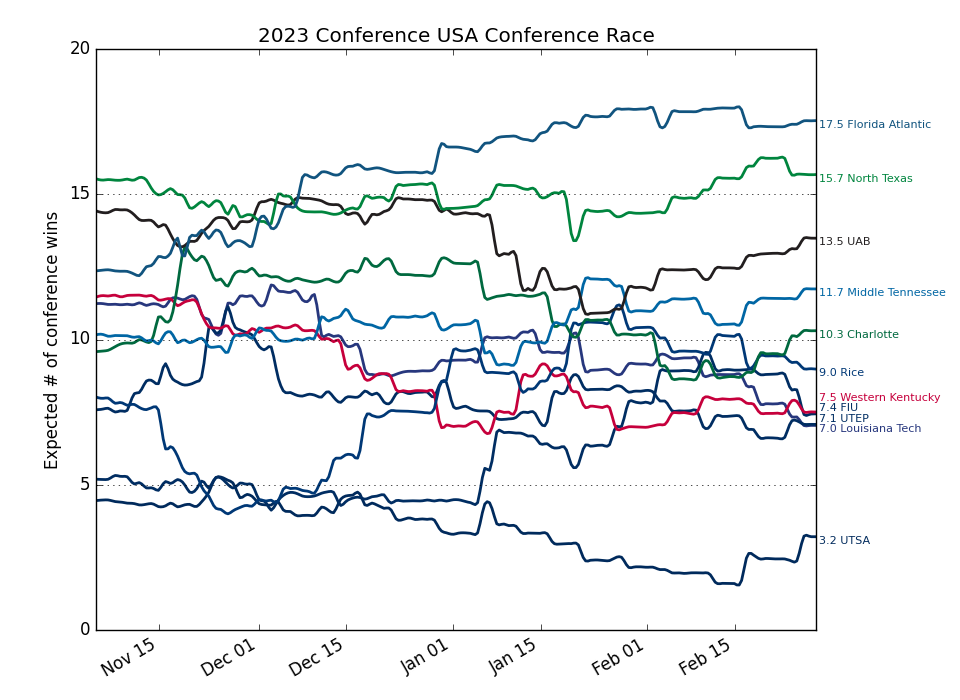 2023 Conference USA Conference Race
Expected # of conference wins
20
15
10
5
0
Nov 15
Dec 01
Dec 15
Jan 01
Jan 15
Feb 01
Feb 15
17.5 Florida Atlantic
15.7 North Texas
13.5 UAB
11.7 Middle Tennessee
10.3 Charlotte
9.0 Rice
7.5 Western Kentucky
7.4 FIU
7.1 UTEP
7.0 Louisiana Tech
3.2 UTSA